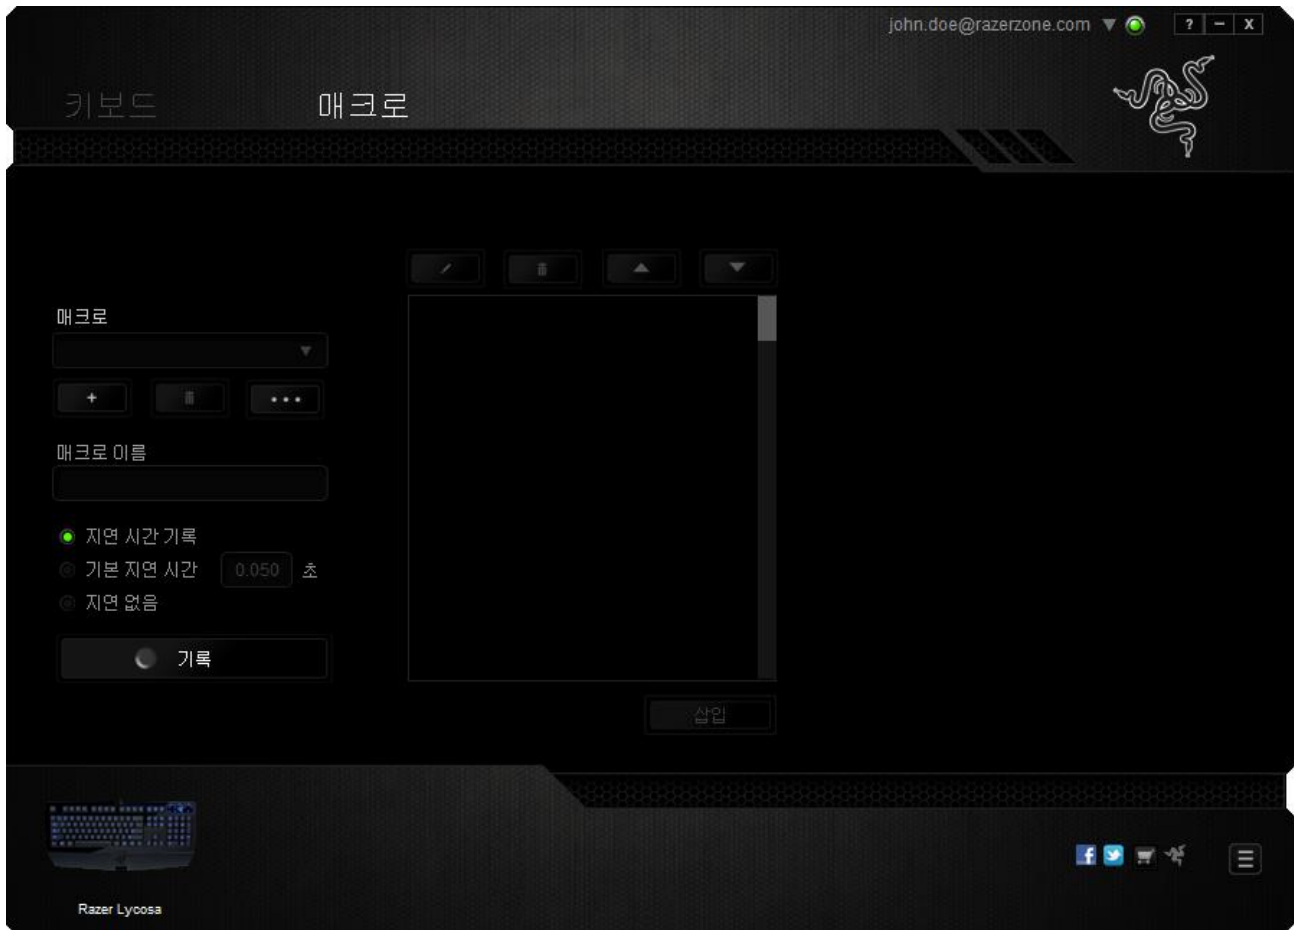 john.doe@razerzone.com
? – X
키보드 매크로
매크로
매크로 이름
지연 시간 기록
기본 지연 시간 0.050 초
지연 없음
기록
삽입
Razer Lycosa